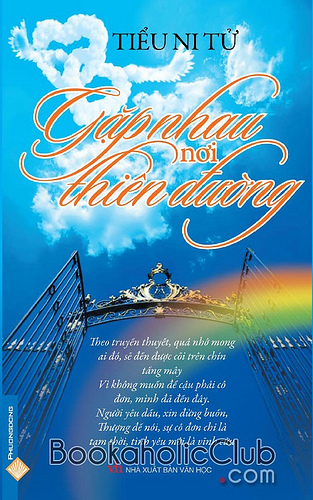 TIỂU NI TỬ
Gặp nhau
nơi
thiên đường
Theo truyền thuyết, quá nhớ mong
ai đó, sẽ đến được cõi trên chín
tầng mây
Vì không muốn để cậu phải cô
đơn, mình đã đến đây.
Người yêu dấu, xin đừng buồn,
Thượng đế nói, sự cô đơn chỉ là
tạm thời, tình yêu mới là vĩnh cửu
BookaholicClub
.com
NHÀ XUẤT BẢN VĂN HỌC
PHUONGDONG